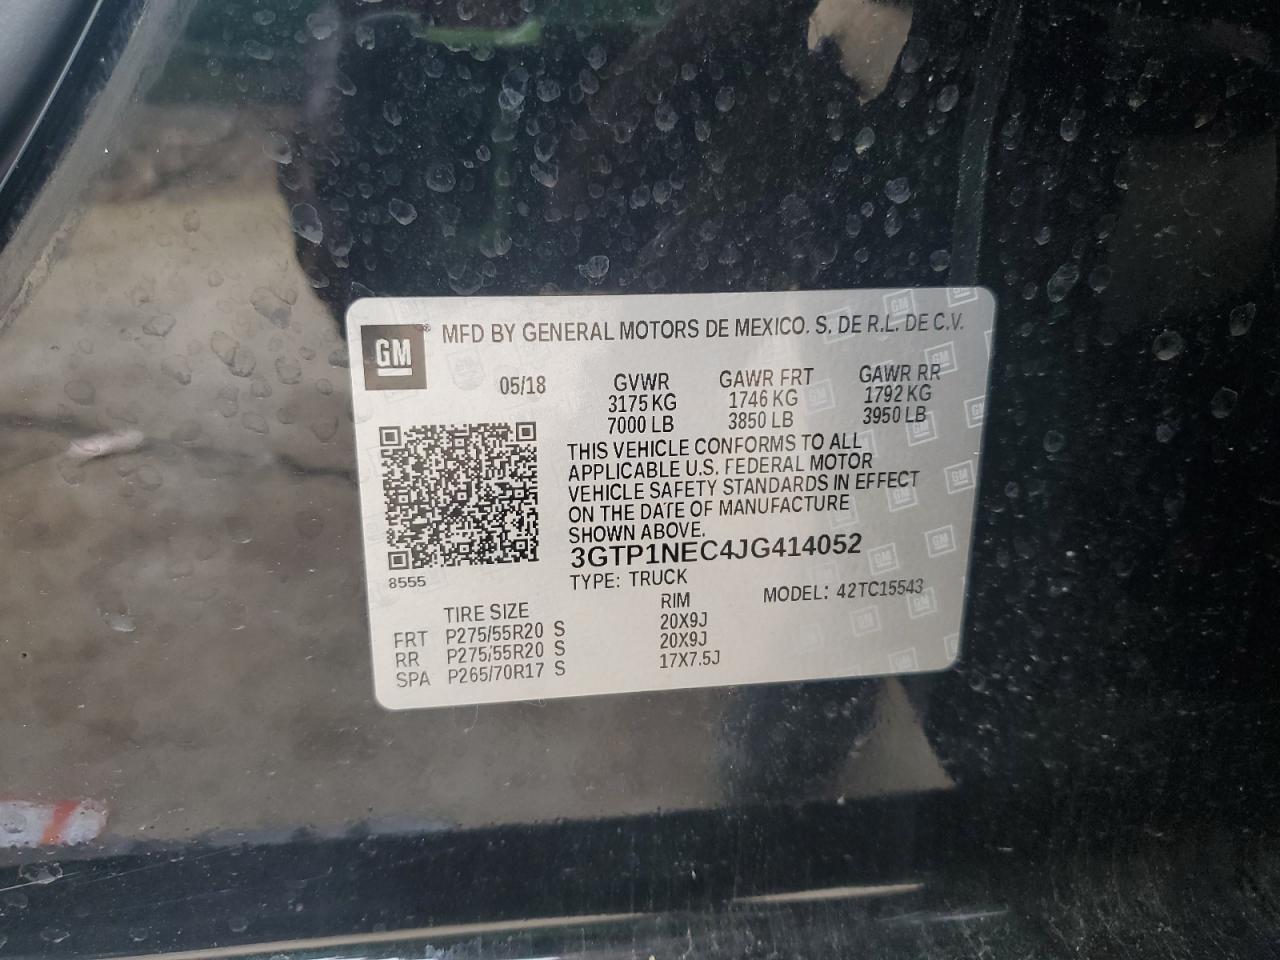 GM
MFD BY GENERAL MOTORS DE MEXICO. S. DE R.L. DE C.V.
05/18 GVWR GAWR FRT GAWR RR
3175 KG 1746 KG 1792 KG
7000 LB 3850 LB 3950 LB
THIS VEHICLE CONFORMS TO ALL
APPLICABLE U.S. FEDERAL MOTOR
VEHICLE SAFETY STANDARDS IN EFFECT
ON THE DATE OF MANUFACTURE
SHOWN ABOVE.
3GTP1NEC4JG414052
8555
TYPE: TRUCK MODEL: 42TC15543
TIRE SIZE RIM
FRT P275/55R20 S 20X9J
RR P275/55R20 S 20X9J
SPA P265/70R17 S 17X7.5J